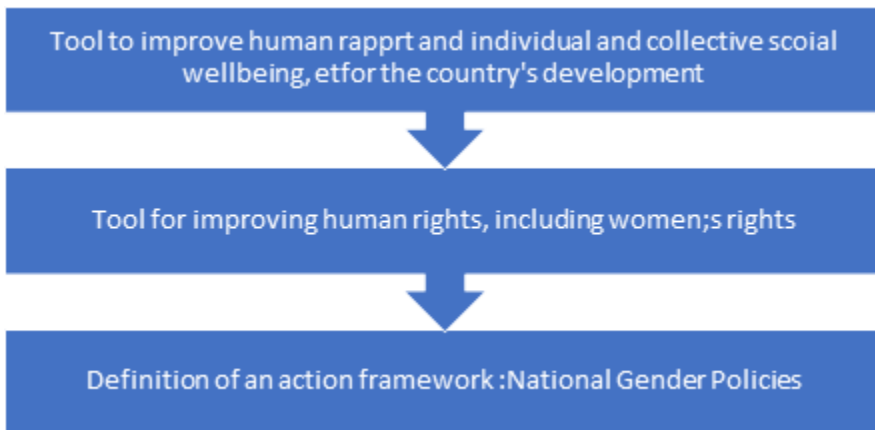 Tool to improve human rapprt and individual and collective scoial
wellbeing, etfor the country's development
Tool for improving human rights, including women;s rights
Definition of an action framework :National Gender Policies